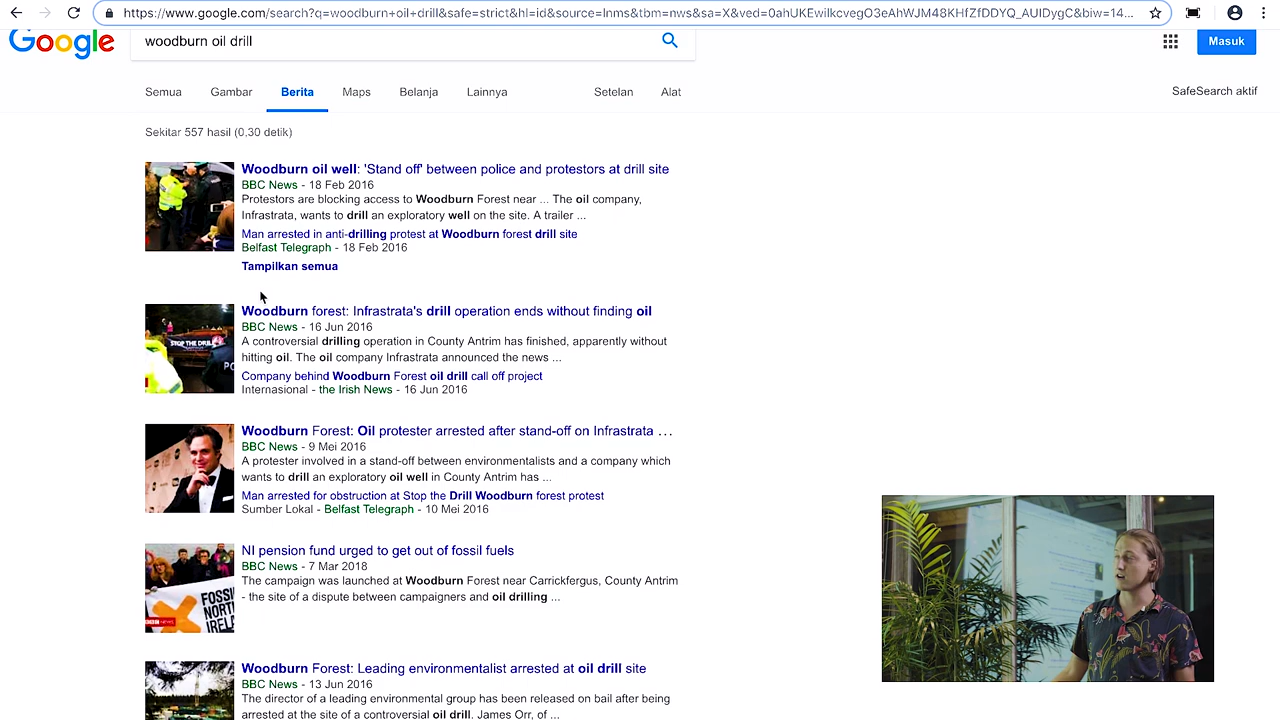 https://www.google.com/search?q=woodburn+oil+drill&safe=strict&hl=id&source=lnms&tbm=nws&sa=X&ved=0ahUKEwilkcvegO3eAhWJM48KHfZfDDYQ_AUIDygC&biw=14...
Google
woodburn oil drill
Masuk
Semua Gambar Berita Maps Belanja Lainnya Setelan Alat
SafeSearch aktif
Sekitar 557 hasil (0,30 detik)
Woodburn oil well: 'Stand off' between police and protestors at drill site
BBC News - 18 Feb 2016
Protestors are blocking access to Woodburn Forest near ... The oil company,
Infrastrata, wants to drill an exploratory well on the site. A trailer ...
Man arrested in anti-drilling protest at Woodburn forest drill site
Belfast Telegraph - 18 Feb 2016
Tampilkan semua
STOP THE DRILL
Woodburn forest: Infrastrata's drill operation ends without finding oil
BBC News - 16 Jun 2016
A controversial drilling operation in County Antrim has finished, apparently without
hitting oil. The oil company Infrastrata announced the news ...
Company behind Woodburn Forest oil drill call off project
Internasional - the Irish News - 16 Jun 2016
Woodburn Forest: Oil protester arrested after stand-off on Infrastrata ...
BBC News - 9 Mei 2016
A protester involved in a stand-off between environmentalists and a company which
wants to drill an exploratory oil well in County Antrim has ...
Man arrested for obstruction at Stop the Drill Woodburn forest protest
Sumber Lokal - Belfast Telegraph - 10 Mei 2016
NI pension fund urged to get out of fossil fuels
BBC News - 7 Mar 2018
The campaign was launched at Woodburn Forest near Carrickfergus, County Antrim
- the site of a dispute between campaigners and oil drilling ...
FOSSI
NORT
IREL
Woodburn Forest: Leading environmentalist arrested at oil drill site
BBC News - 13 Jun 2016
The director of a leading environmental group has been released on bail after being
arrested at the site of a controversial oil drill. James Orr, of ...